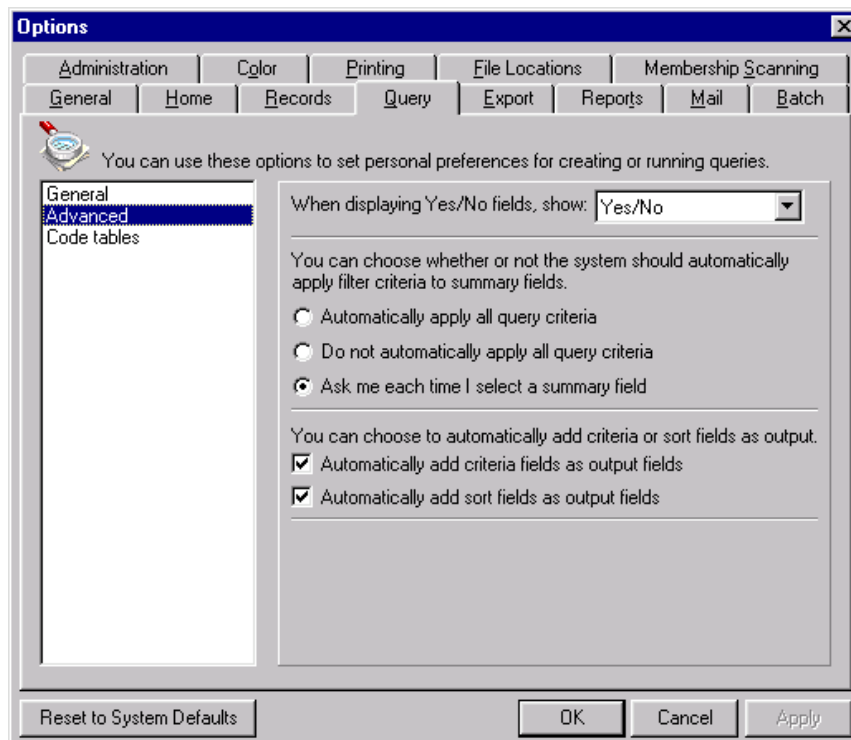 Options
Administration Color Printing File Locations Membership Scanning
General Home Records Query Export Reports Mail Batch
You can use these options to set personal preferences for creating or running queries.
General
Advanced
Code tables
When displaying Yes/No fields, show: Yes/No
You can choose whether or not the system should automatically
apply filter criteria to summary fields.
Automatically apply all query criteria
Do not automatically apply all query criteria
Ask me each time I select a summary field
You can choose to automatically add criteria or sort fields as output.
Automatically add criteria fields as output fields
Automatically add sort fields as output fields
Reset to System Defaults OK Cancel Apply